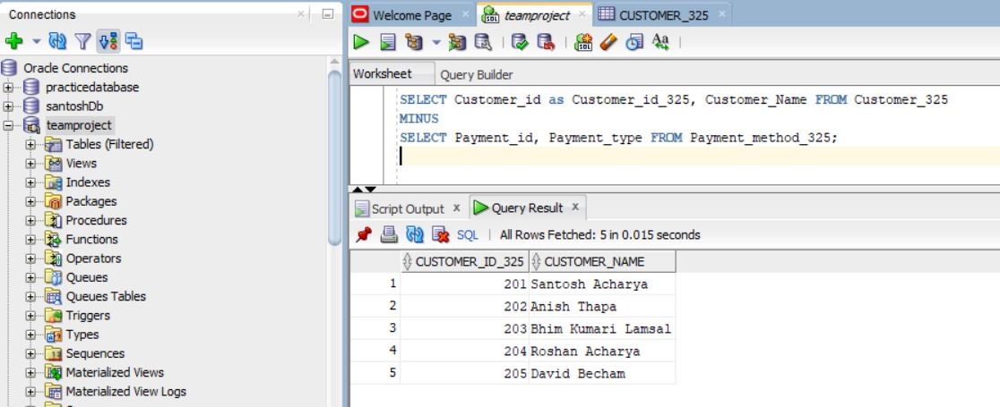 Connections
Oracle Connections
practicedatabase
santoshDb
teamproject
Tables (Filtered)
Views
Indexes
Packages
Procedures
Functions
Operators
Queues
Queues Tables
Triggers
Types
Sequences
Materialized Views
Materialized View Logs
Welcome Page teamproject CUSTOMER_325
Worksheet Query Builder
SELECT Customer_id as Customer_id_325, Customer_Name FROM Customer_325
MINUS
SELECT Payment_id, Payment_type FROM Payment_method_325;
Script Output x Query Result x
SQL | All Rows Fetched: 5 in 0.015 seconds
CUSTOMER_ID_325 CUSTOMER_NAME
1 201 Santosh Acharya
2 202 Anish Thapa
3 203 Bhim Kumari Lamsal
4 204 Roshan Acharya
5 205 David Becham